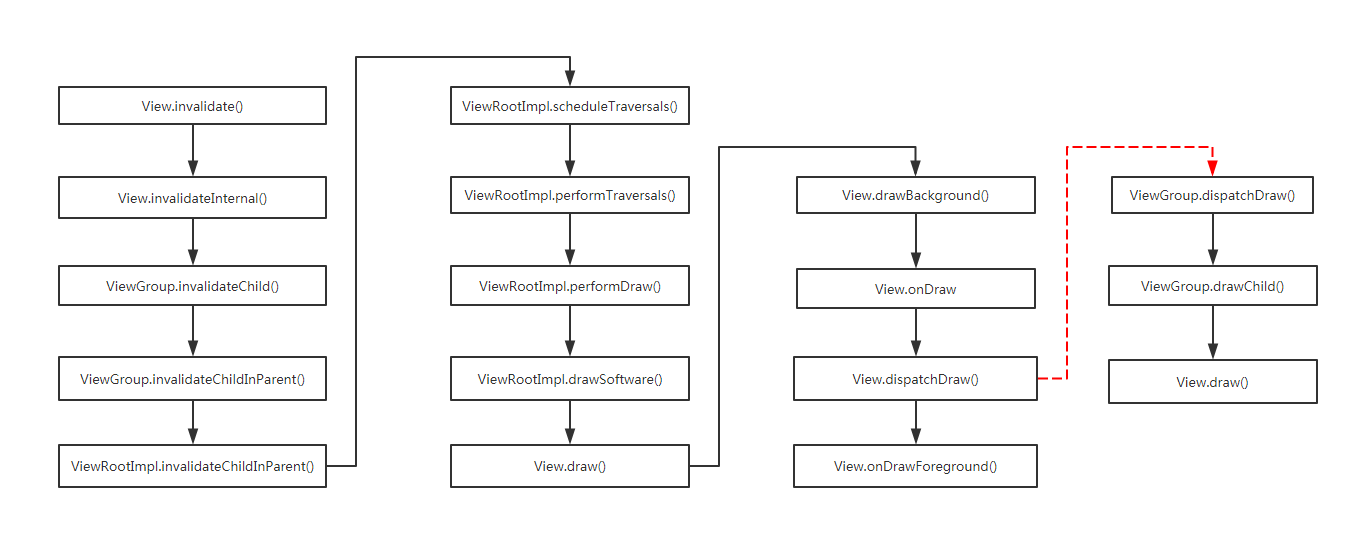 View.invalidate()
View.invalidateInternal()
ViewGroup.invalidateChild()
ViewGroup.invalidateChildInParent()
ViewRootImpl.invalidateChildInParent()
ViewRootImpl.scheduleTraversals()
ViewRootImpl.performTraversals()
ViewRootImpl.performDraw()
ViewRootImpl.drawSoftware()
View.draw()
View.drawBackground()
View.onDraw
View.dispatchDraw()
View.onDrawForeground()
ViewGroup.dispatchDraw()
ViewGroup.drawChild()
View.draw()